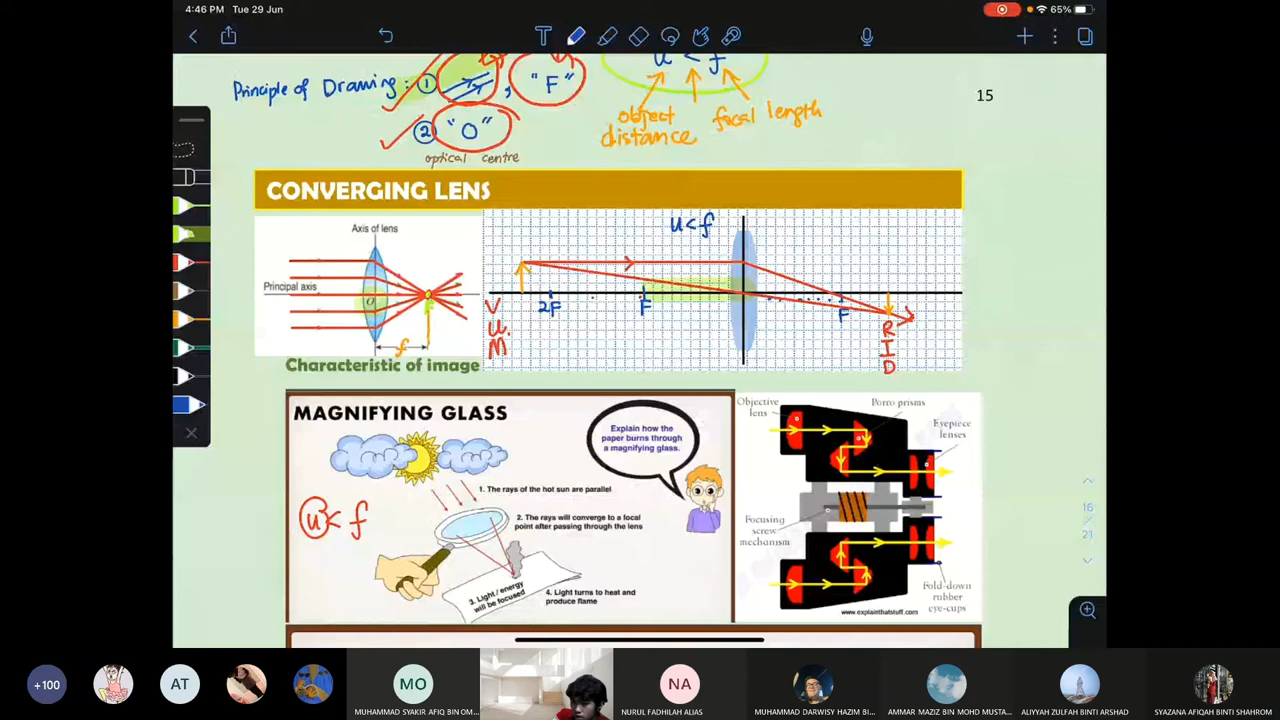 4:46 PM Tue 29 Jun
65%
u < f
Principle of Drawing : ① , "F"
15
object distance
focal length
② "O"
optical centre
CONVERGING LENS
Axis of lens
Principal axis
O
F
f
u < f
2F
F
F
V
U.
M
R
I
D
Characteristic of image
MAGNIFYING GLASS
Explain how the
paper burns through
a magnifying glass.
1. The rays of the hot sun are parallel
2. The rays will converge to a focal
point after passing through the lens
3. Light / energy
will be focused
4. Light turns to heat and
produce flame
u < f
Objective
lens
Porro prisms
Eyepiece
lenses
Focusing
screw
mechanism
Fold-down
rubber
eye-cups
www.explainthatstuff.com
16
21
+100
AT
MO
NA
MUHAMMAD SYAKIR AFIQ BIN OM...
NURUL FADHILAH ALIAS
MUHAMMAD DARWISY HAZIM BI...
AMMAR MAZIZ BIN MOHD MUSTA...
ALIYYAH ZULFAH BINTI ARSHAD
SYAZANA AFIQAH BINTI SHAHROM